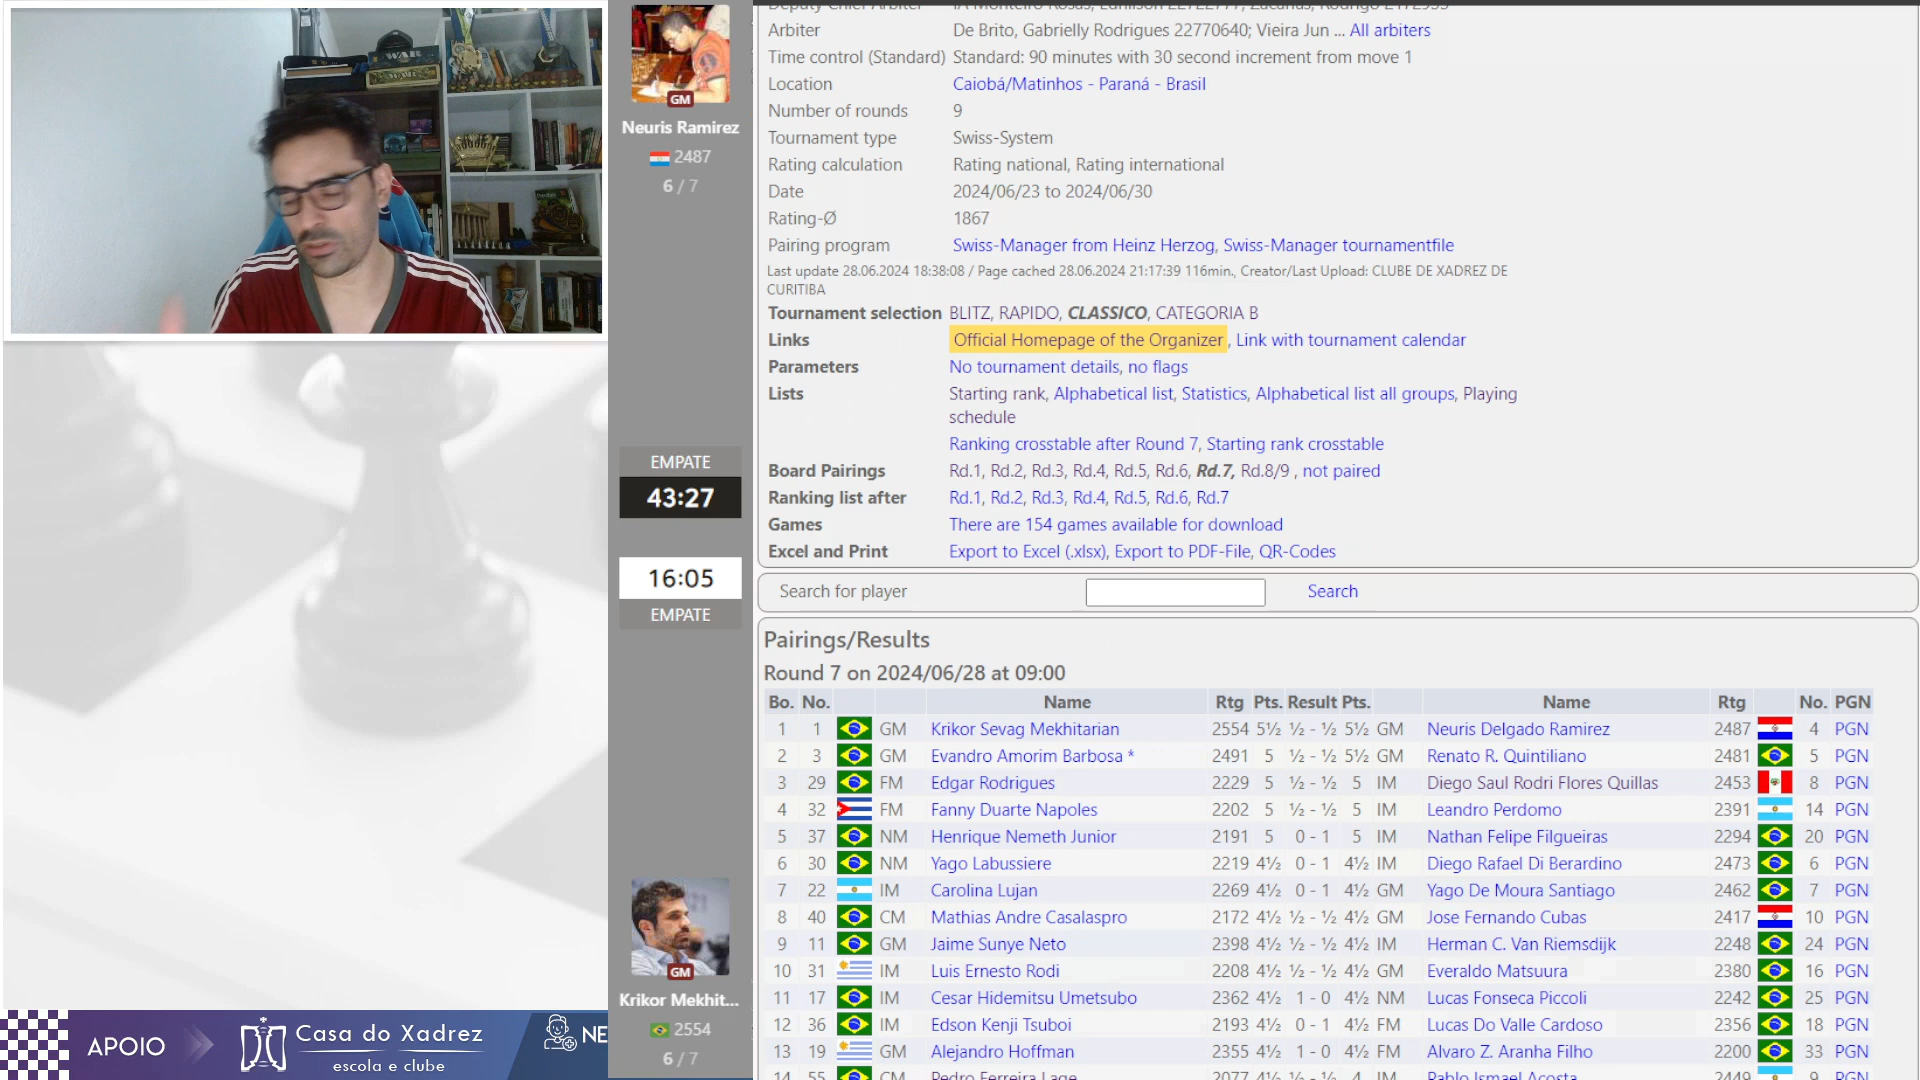 GM
Neuris Ramirez
2487
6 / 7
EMPATE
43:27
16:05
EMPATE
GM
Krikor Mekhit...
2554
6 / 7
WAR
WAR
APOIO
Casa do Xadrez
escola e clube
NE
Arbiter De Brito, Gabrielly Rodrigues 22770640; Vieira Jun ... All arbiters
Time control (Standard) Standard: 90 minutes with 30 second increment from move 1
Location Caiobá/Matinhos - Paraná - Brasil
Number of rounds 9
Tournament type Swiss-System
Rating calculation Rating national, Rating international
Date 2024/06/23 to 2024/06/30
Rating-Ø 1867
Pairing program Swiss-Manager from Heinz Herzog, Swiss-Manager tournamentfile
Last update 28.06.2024 18:38:08 / Page cached 28.06.2024 21:17:39 116min., Creator/Last Upload: CLUBE DE XADREZ DE
CURITIBA
Tournament selection BLITZ, RAPIDO, CLASSICO, CATEGORIA B
Links Official Homepage of the Organizer , Link with tournament calendar
Parameters No tournament details, no flags
Lists Starting rank, Alphabetical list, Statistics, Alphabetical list all groups, Playing
schedule
Ranking crosstable after Round 7, Starting rank crosstable
Board Pairings Rd.1, Rd.2, Rd.3, Rd.4, Rd.5, Rd.6, Rd.7, Rd.8/9 , not paired
Ranking list after Rd.1, Rd.2, Rd.3, Rd.4, Rd.5, Rd.6, Rd.7
Games There are 154 games available for download
Excel and Print Export to Excel (.xlsx), Export to PDF-File, QR-Codes
Search for player Search
Pairings/Results
Round 7 on 2024/06/28 at 09:00
Bo. No. Name Rtg Pts. Result Pts. Name Rtg No. PGN
1 1 GM Krikor Sevag Mekhitarian 2554 5½ ½ - ½ 5½ GM Neuris Delgado Ramirez 2487 4 PGN
2 3 GM Evandro Amorim Barbosa * 2491 5 ½ - ½ 5½ GM Renato R. Quintiliano 2481 5 PGN
3 29 FM Edgar Rodrigues 2229 5 ½ - ½ 5 IM Diego Saul Rodri Flores Quillas 2453 8 PGN
4 32 FM Fanny Duarte Napoles 2202 5 ½ - ½ 5 IM Leandro Perdomo 2391 14 PGN
5 37 NM Henrique Nemeth Junior 2191 5 0 - 1 5 IM Nathan Felipe Filgueiras 2294 20 PGN
6 30 NM Yago Labussiere 2219 4½ 0 - 1 4½ IM Diego Rafael Di Berardino 2473 6 PGN
7 22 IM Carolina Lujan 2269 4½ 0 - 1 4½ GM Yago De Moura Santiago 2462 7 PGN
8 40 CM Mathias Andre Casalaspro 2172 4½ ½ - ½ 4½ GM Jose Fernando Cubas 2417 10 PGN
9 11 GM Jaime Sunye Neto 2398 4½ ½ - ½ 4½ IM Herman C. Van Riemsdijk 2248 24 PGN
10 31 IM Luis Ernesto Rodi 2208 4½ ½ - ½ 4½ GM Everaldo Matsuura 2380 16 PGN
11 17 IM Cesar Hidemitsu Umetsubo 2362 4½ 1 - 0 4½ NM Lucas Fonseca Piccoli 2242 25 PGN
12 36 IM Edson Kenji Tsuboi 2193 4½ 0 - 1 4½ FM Lucas Do Valle Cardoso 2356 18 PGN
13 19 GM Alejandro Hoffman 2355 4½ 1 - 0 4½ FM Alvaro Z. Aranha Filho 2200 33 PGN
14 55 CM Pedro Ferreira Lage 2077 4½ ½ - ½ 4 IM Pablo Ismael Acosta 2449 9 PGN